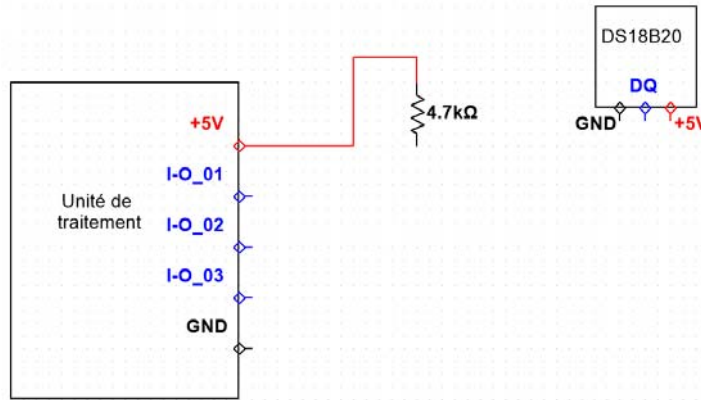 DS18B20
DQ
GND
+5V
4.7kΩ
+5V
I-O_01
Unité de
traitement
I-O_02
I-O_03
GND